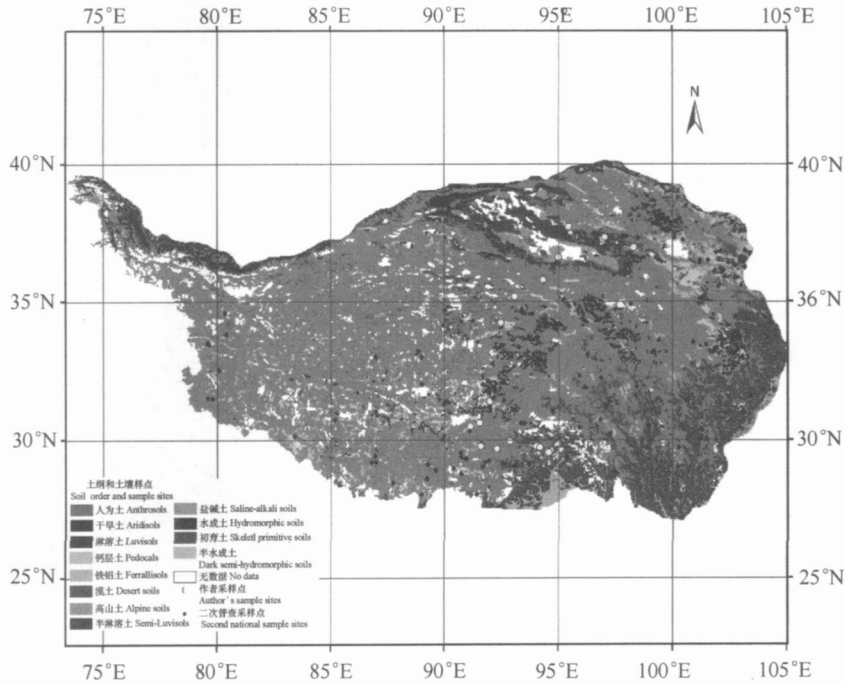 75°E 80°E 85°E 90°E 95°E 100°E 105°E
N
40°N 40°N
35°N 36°N
30°N 30°N
25°N 25°N
土纲和土壤样点
Soil order and sample sites
人为土 Anthrosols
干旱土 Aridisols
淋溶土 Luvisols
钙层土 Pedocals
铁铝土 Ferrallisols
漠土 Desert soils
高山土 Alpine soils
半淋溶土 Semi-Luvisols
盐碱土 Saline-alkali soils
水成土 Hydromorphic soils
初育土 Skeletl primitive soils
半水成土
Dark semi-hydromorphic soils
无数据 No data
作者采样点
Author's sample sites
二次普查采样点
Second national sample sites
75°E 80°E 85°E 90°E 95°E 100°E 105°E